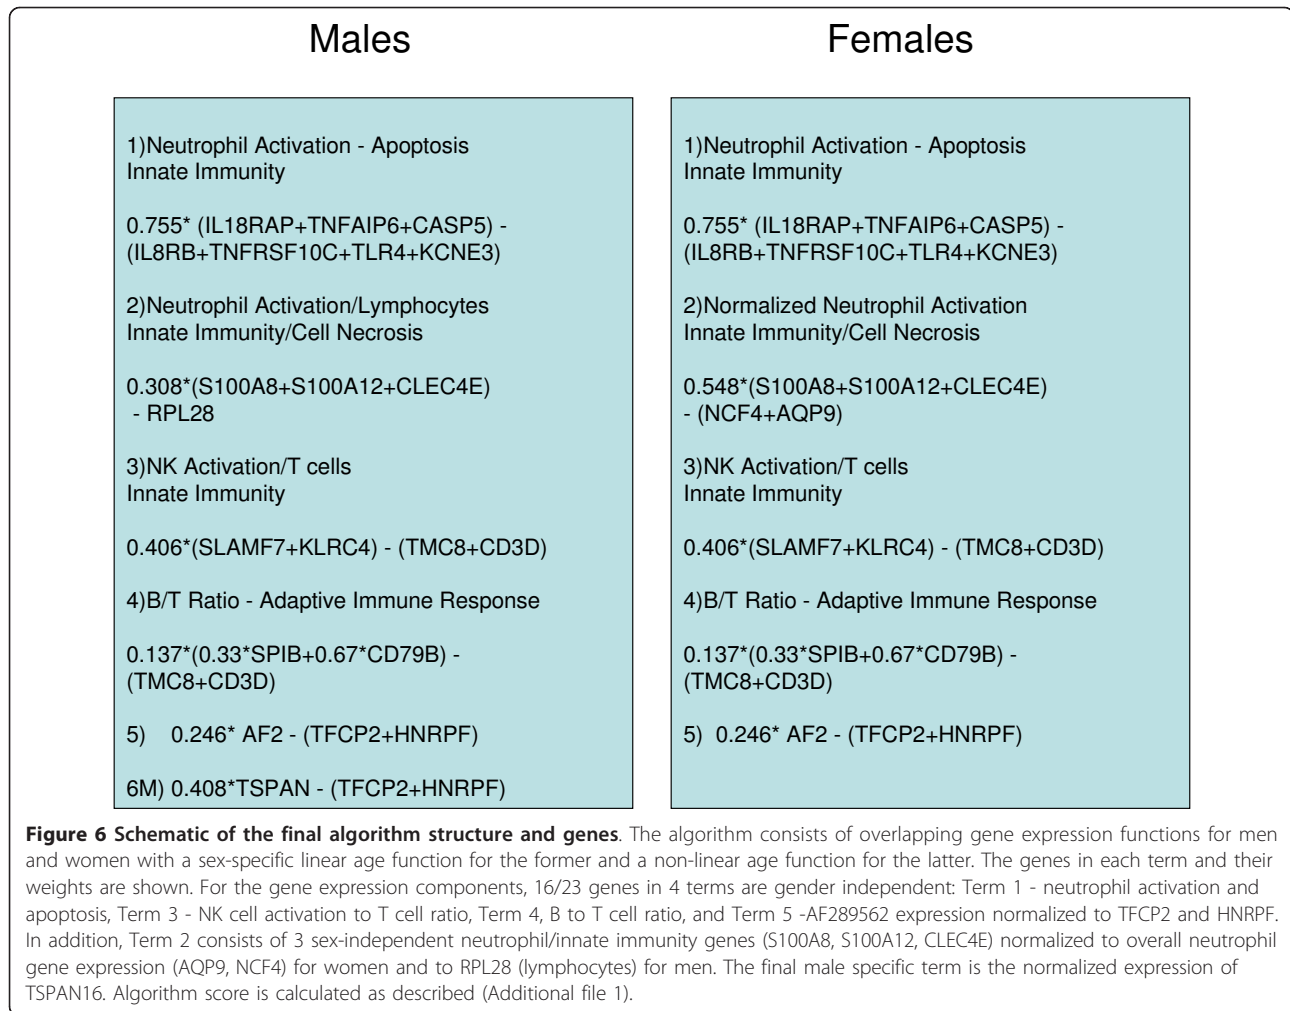 Males
1)Neutrophil Activation - Apoptosis
Innate Immunity
0.755* (IL18RAP+TNFAIP6+CASP5) -
(IL8RB+TNFRSF10C+TLR4+KCNE3)
2)Neutrophil Activation/Lymphocytes
Innate Immunity/Cell Necrosis
0.308*(S100A8+S100A12+CLEC4E)
- RPL28
3)NK Activation/T cells
Innate Immunity
0.406*(SLAMF7+KLRC4) - (TMC8+CD3D)
4)B/T Ratio - Adaptive Immune Response
0.137*(0.33*SPIB+0.67*CD79B) -
(TMC8+CD3D)
5) 0.246* AF2 - (TFCP2+HNRPF)
6M) 0.408*TSPAN - (TFCP2+HNRPF)
Females
1)Neutrophil Activation - Apoptosis
Innate Immunity
0.755* (IL18RAP+TNFAIP6+CASP5) -
(IL8RB+TNFRSF10C+TLR4+KCNE3)
2)Normalized Neutrophil Activation
Innate Immunity/Cell Necrosis
0.548*(S100A8+S100A12+CLEC4E)
- (NCF4+AQP9)
3)NK Activation/T cells
Innate Immunity
0.406*(SLAMF7+KLRC4) - (TMC8+CD3D)
4)B/T Ratio - Adaptive Immune Response
0.137*(0.33*SPIB+0.67*CD79B) -
(TMC8+CD3D)
5) 0.246* AF2 - (TFCP2+HNRPF)
Figure 6 Schematic of the final algorithm structure and genes. The algorithm consists of overlapping gene expression functions for men
and women with a sex-specific linear age function for the former and a non-linear age function for the latter. The genes in each term and their
weights are shown. For the gene expression components, 16/23 genes in 4 terms are gender independent: Term 1 - neutrophil activation and
apoptosis, Term 3 - NK cell activation to T cell ratio, Term 4, B to T cell ratio, and Term 5 -AF289562 expression normalized to TFCP2 and HNRPF.
In addition, Term 2 consists of 3 sex-independent neutrophil/innate immunity genes (S100A8, S100A12, CLEC4E) normalized to overall neutrophil
gene expression (AQP9, NCF4) for women and to RPL28 (lymphocytes) for men. The final male specific term is the normalized expression of
TSPAN16. Algorithm score is calculated as described (Additional file 1).